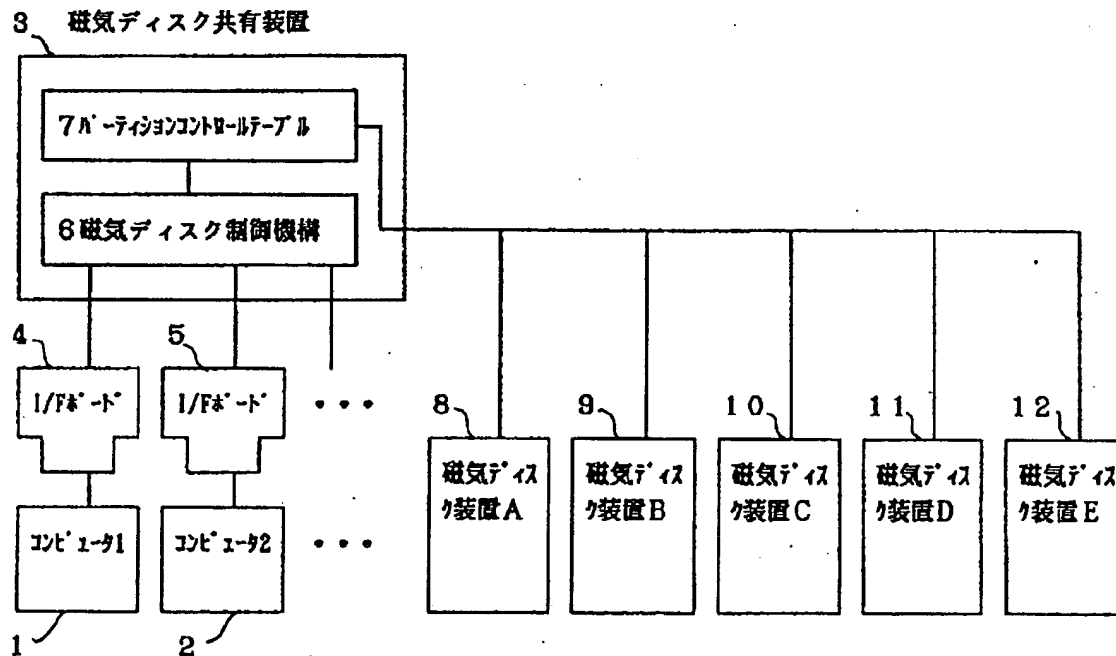 3 磁気ディスク共有装置
7パーティションコントロールテーブル
6磁気ディスク制御機構
4
5
I/Fボード
I/Fボード
・・・
8
9
10
11
12
磁気ディス
ク装置A
磁気ディス
ク装置B
磁気ディス
ク装置C
磁気ディス
ク装置D
磁気ディス
ク装置E
コンピュータ1
コンピュータ2
・・・
1
2